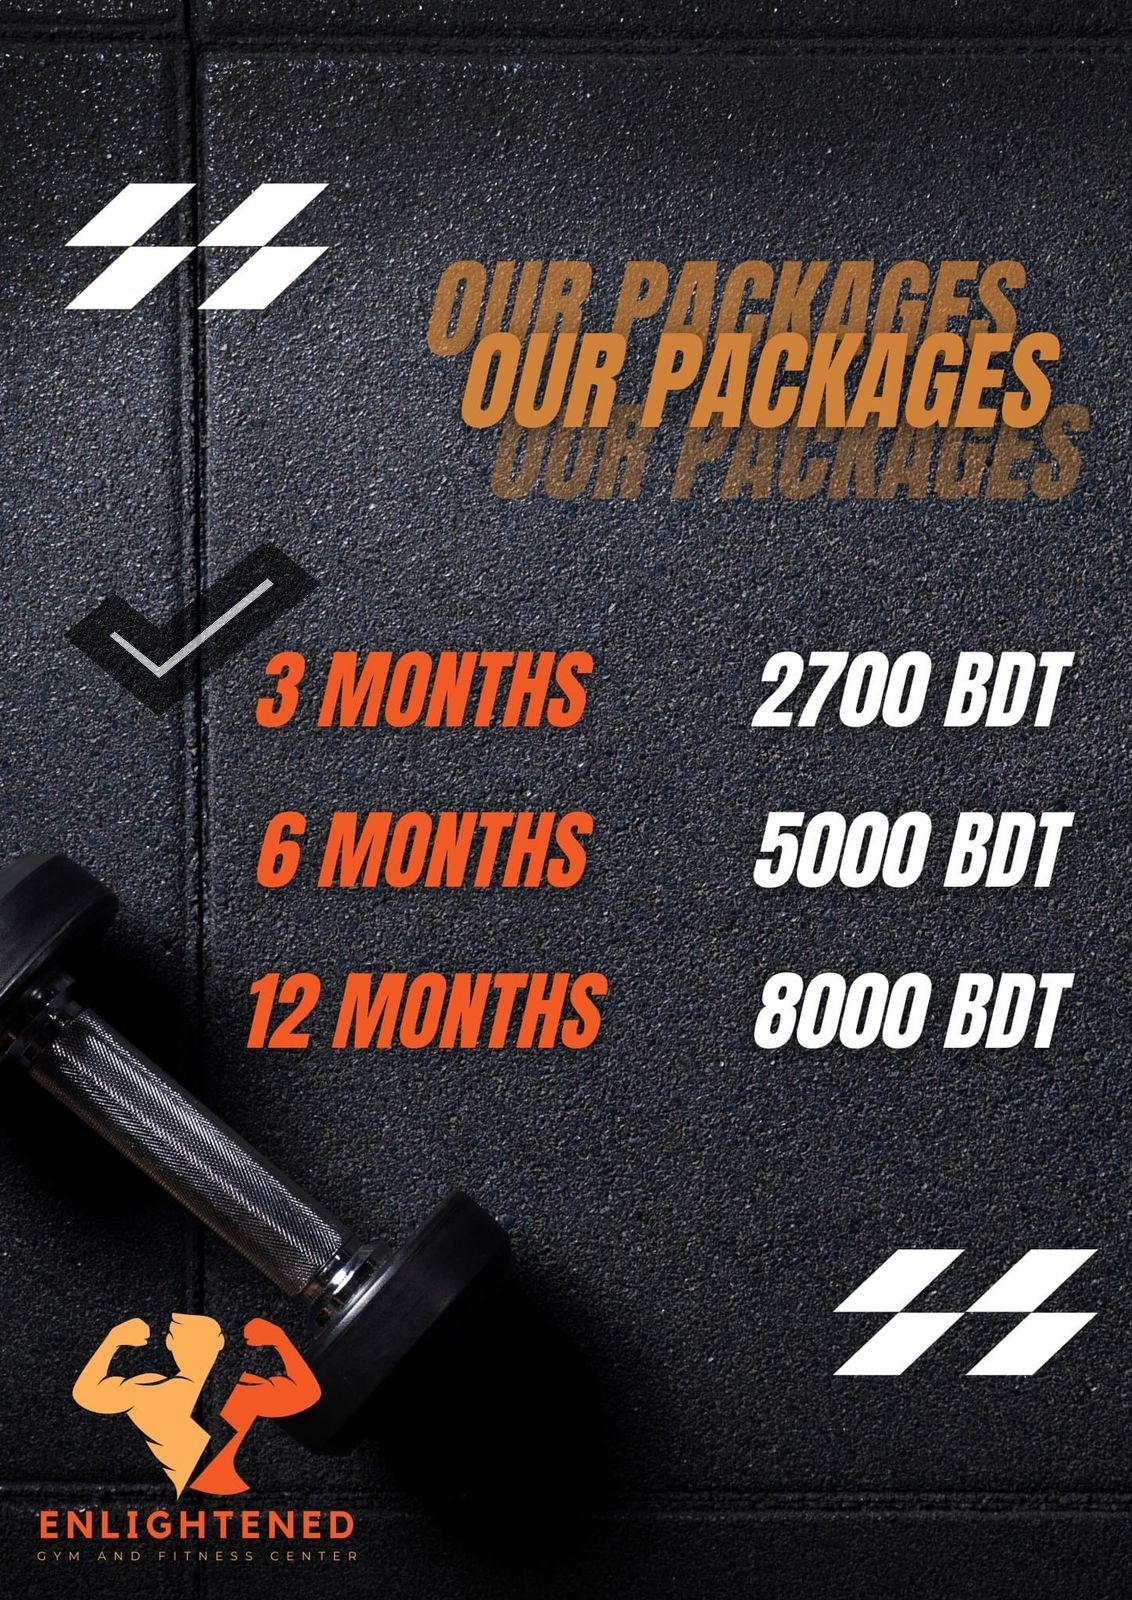 OUR PACKAGES
OUR PACKAGES
OUR PACKAGES
3 MONTHS 2700 BDT
6 MONTHS 5000 BDT
12 MONTHS 8000 BDT
ENLIGHTENED
GYM AND FITNESS CENTER